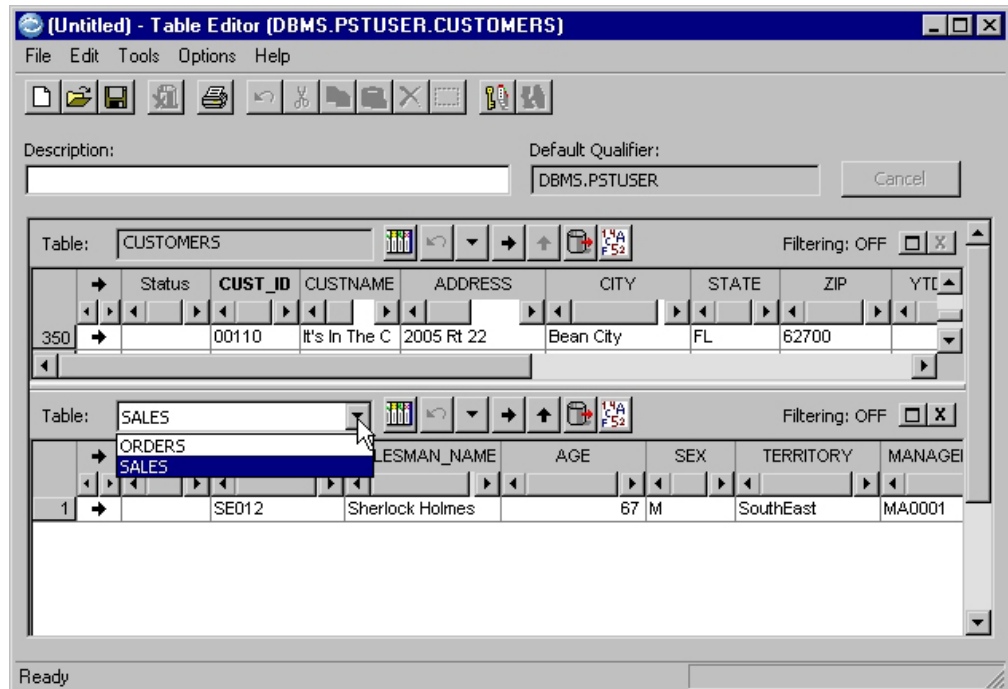 (Untitled) - Table Editor (DBMS.PSTUSER.CUSTOMERS)
File Edit Tools Options Help
Description: Default Qualifier:
DBMS.PSTUSER Cancel
Table: CUSTOMERS Filtering: OFF
Status CUST_ID CUSTNAME ADDRESS CITY STATE ZIP YTD
350 00110 It's In The C 2005 Rt 22 Bean City FL 62700
Table: SALES Filtering: OFF
ORDERS
SALES
LESMAN_NAME AGE SEX TERRITORY MANAGE
1 SE012 Sherlock Holmes 67 M SouthEast MA0001
Ready